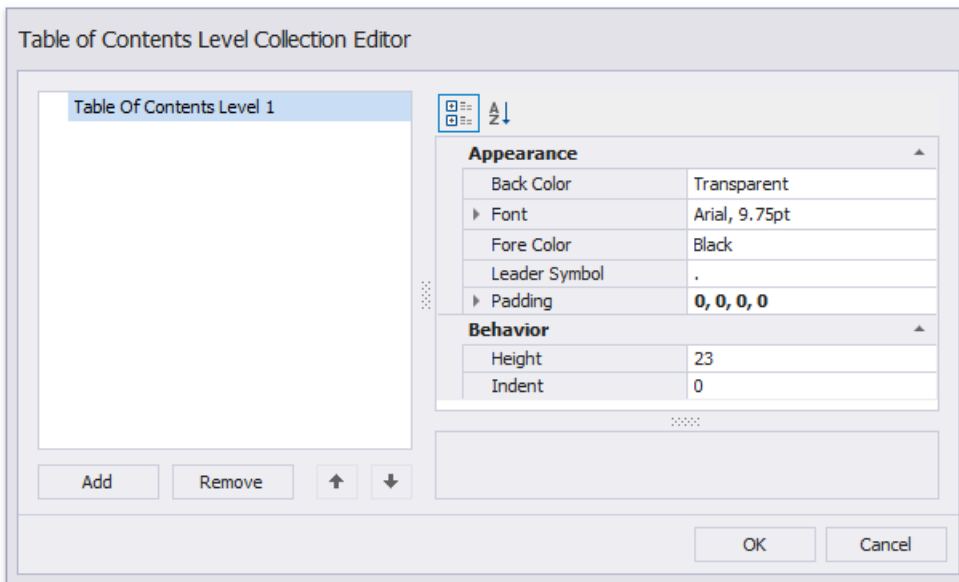 Table of Contents Level Collection Editor
Table Of Contents Level 1
A
Z
Appearance
Back Color Transparent
Font Arial, 9.75pt
Fore Color Black
Leader Symbol .
Padding 0, 0, 0, 0
Behavior
Height 23
Indent 0
Add Remove
OK Cancel